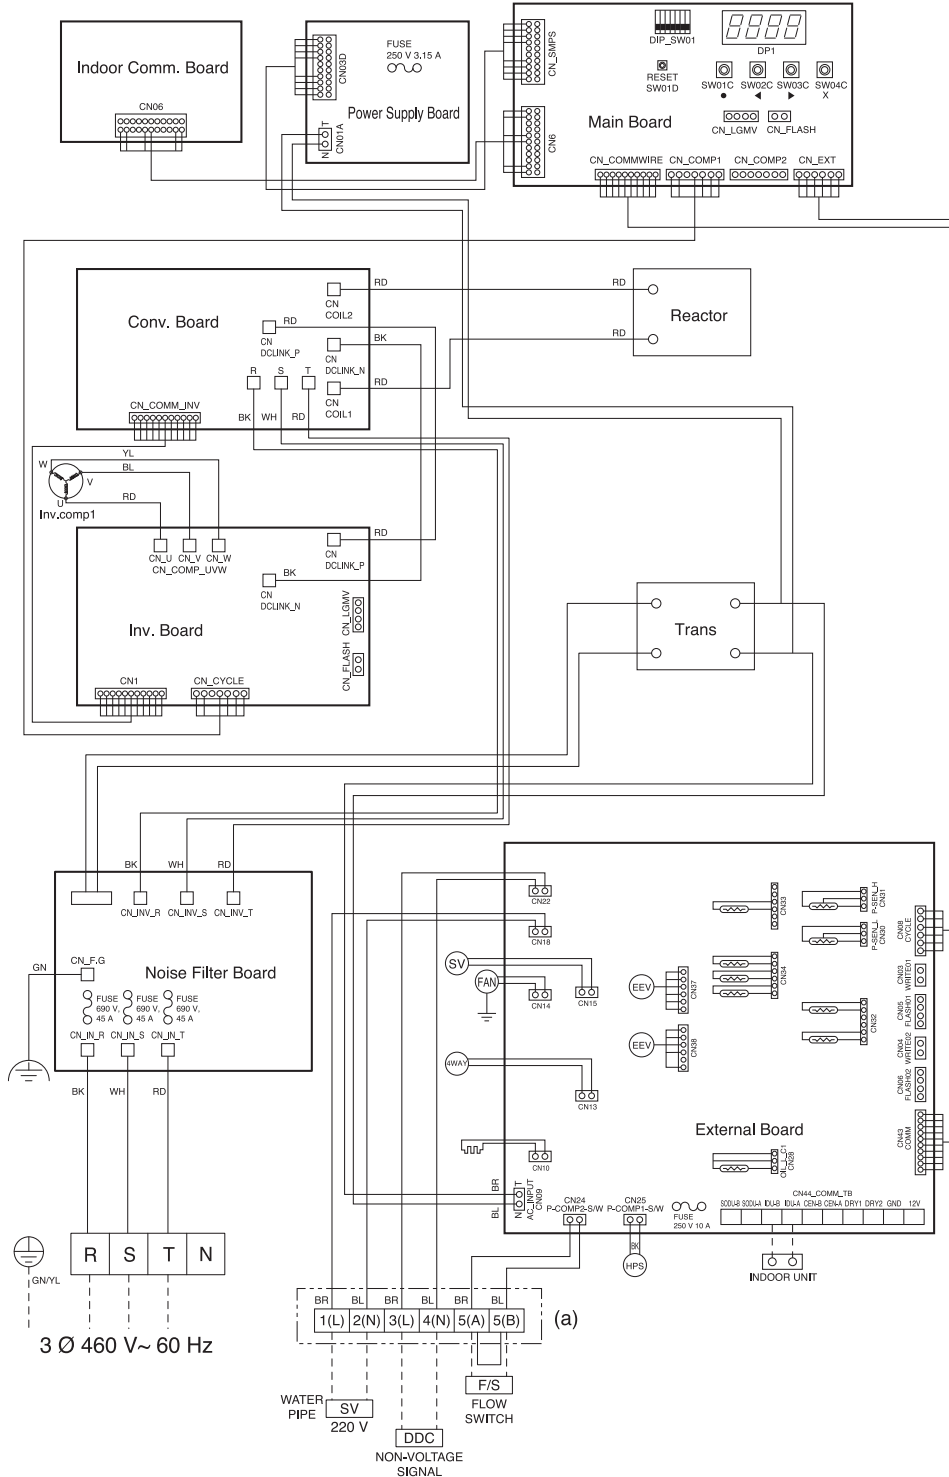 Indoor Comm. Board
CN06
CN03D
FUSE
250 V 3.15 A
Power Supply Board
T
N
CN01A
CN_SMPS
CN6
DIP_SW01
DP1
RESET
SW01D
SW01C
SW02C
SW03C
SW04C
X
Main Board
CN_LGMV
CN_FLASH
CN_COMMWIRE
CN_COMP1
CN_COMP2
CN_EXT
Conv. Board
CN
COIL2
RD
CN
DCLINK_P
RD
CN
DCLINK_N
BK
R
S
T
CN
COIL1
RD
CN_COMM_INV
BK
WH
RD
RD
RD
Reactor
W
YL
BL
V
U
RD
Inv.comp1
CN_U
CN_V
CN_W
CN_COMP_UVW
CN
DCLINK_P
RD
CN
DCLINK_N
BK
Inv. Board
CN_LGMV
CN_FLASH
CN1
CN_CYCLE
Trans
BK
WH
RD
CN_INV_R
CN_INV_S
CN_INV_T
GN
CN_F.G
Noise Filter Board
FUSE
690 V,
45 A
FUSE
690 V,
45 A
FUSE
690 V,
45 A
CN_IN_R
CN_IN_S
CN_IN_T
BK
WH
RD
R
S
T
N
GN/YL
3 Ø 460 V~ 60 Hz
CN22
CN18
SV
CN15
FAN
CN14
4WAY
CN13
CN10
CN33
P-SEN_H
CN31
P-SEN_L
CN30
CN34
EEV
CN37
EEV
CN38
CN32
CN08
CYCLE
CN03
WRITE01
CN05
FLASH01
CN04
WRITE02
CN06
FLASH02
CN43
COMM
External Board
OIL_L_C1
CN28
BR
BL
T
N
AC_INPUT
CN09
CN24
P-COMP2-S/W
CN25
P-COMP1-S/W
FUSE
250 V 10 A
BK
HPS
CN44_COMM_TB
SODU-B
SODU-A
IDU-B
IDU-A
CEN-B
CEN-A
DRY1
DRY2
GND
12V
INDOOR UNIT
BR
BL
BR
BL
BR
BL
1(L)
2(N)
3(L)
4(N)
5(A)
5(B)
(a)
WATER
PIPE
SV
220 V
F/S
FLOW
SWITCH
DDC
NON-VOLTAGE
SIGNAL